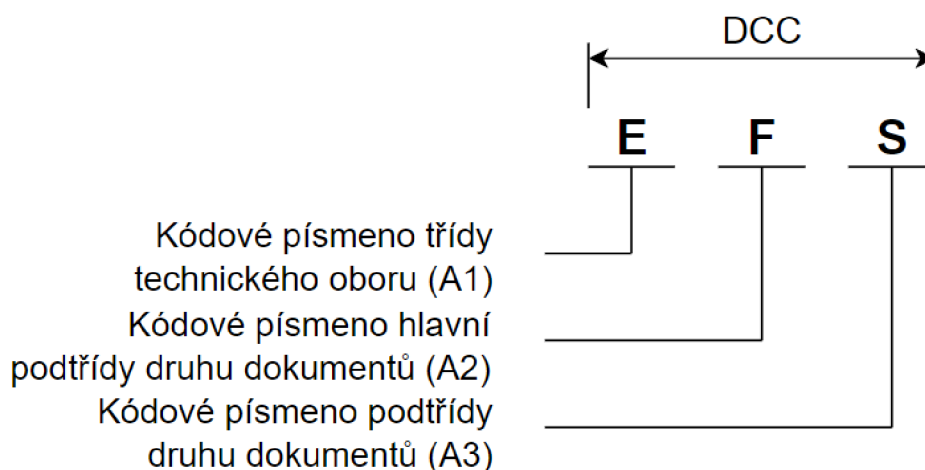 DCC
E F S
Kódové písmeno třídy
technického oboru (A1)
Kódové písmeno hlavní
podtřídy druhu dokumentů (A2)
Kódové písmeno podtřídy
druhu dokumentů (A3)